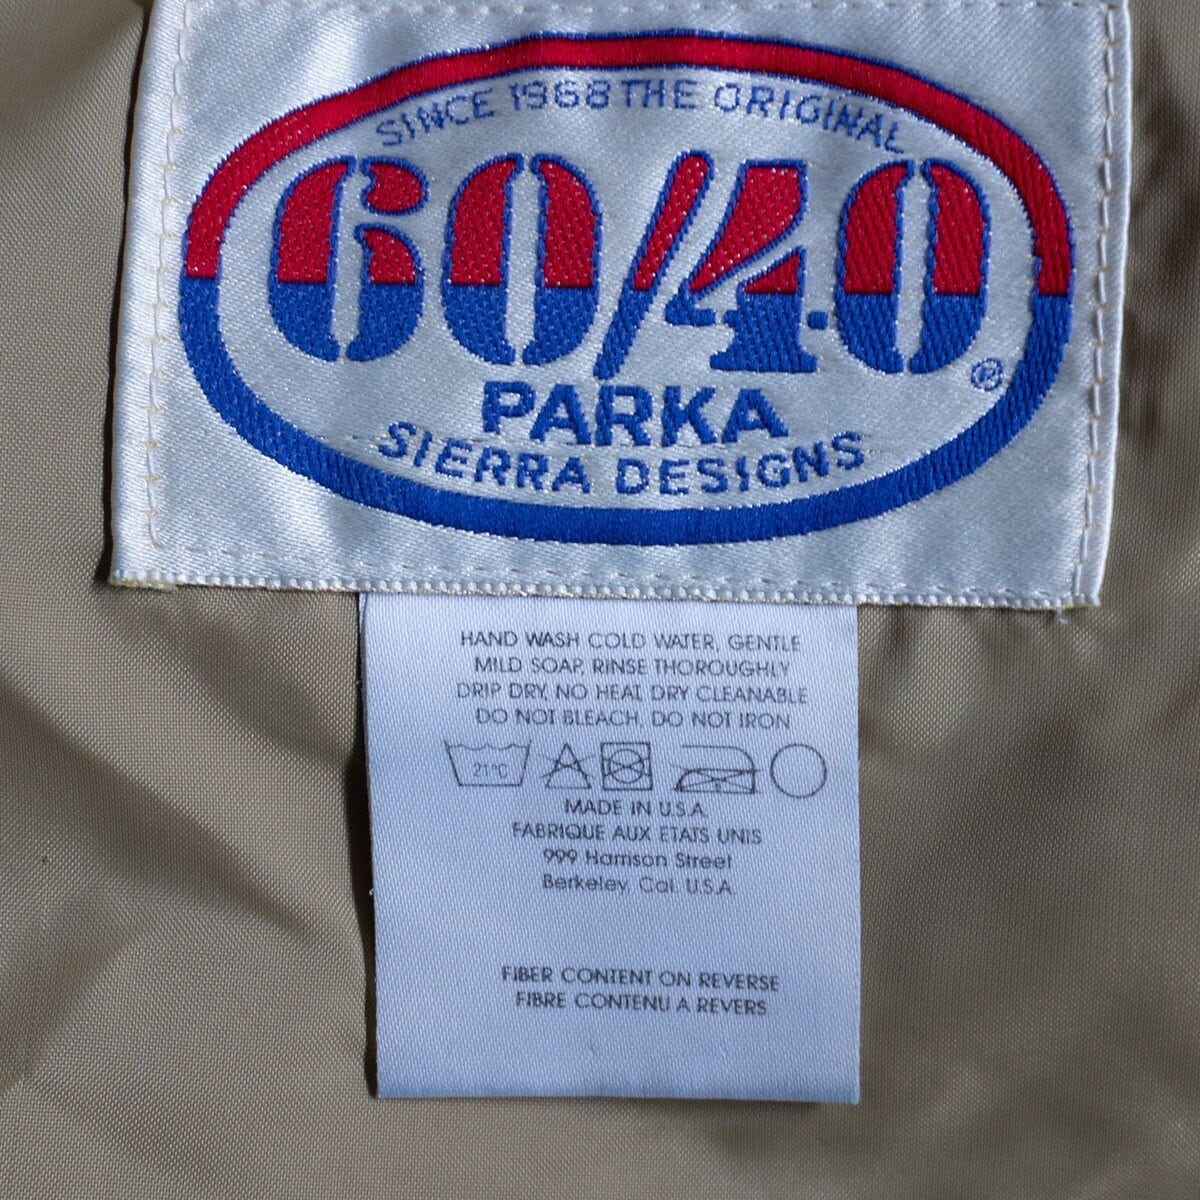 SINCE 1968 THE ORIGINAL
60/40 ®
PARKA
SIERRA DESIGNS
HAND WASH COLD WATER, GENTLE
MILD SOAP, RINSE THOROUGHLY
DRIP DRY, NO HEAT, DRY CLEANABLE
DO NOT BLEACH, DO NOT IRON
21°C
MADE IN U.S.A.
FABRIQUE AUX ETATS UNIS
999 Harrison Street
Berkeley, Cal. U.S.A.
FIBER CONTENT ON REVERSE
FIBRE CONTENU A REVERS